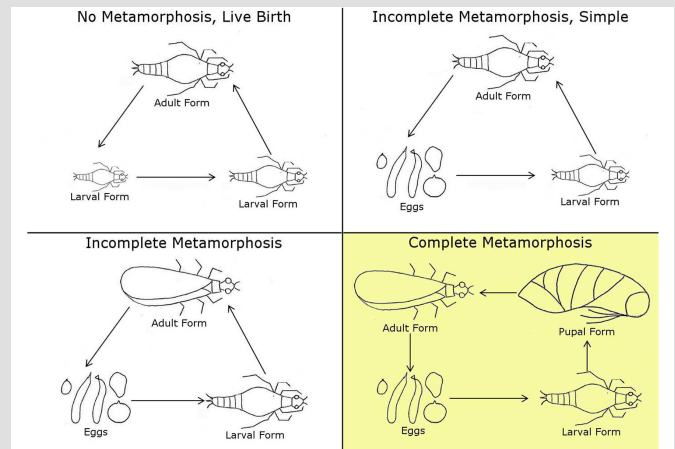 No Metamorphosis, Live Birth
Adult Form
Larval Form
Larval Form
Incomplete Metamorphosis, Simple
Adult Form
Eggs
Larval Form
Incomplete Metamorphosis
Adult Form
Eggs
Larval Form
Complete Metamorphosis
Adult Form
Pupal Form
Eggs
Larval Form